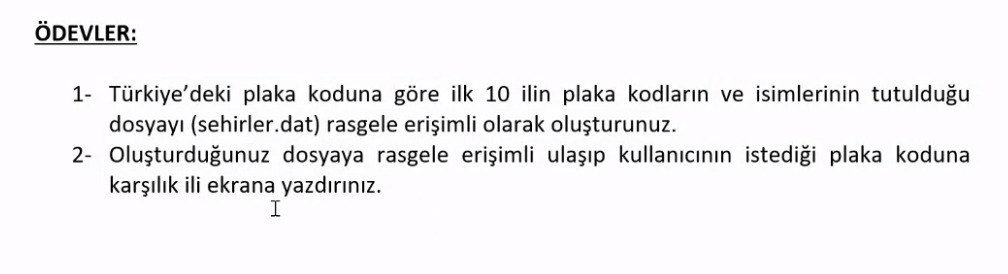 ÖDEVLER:
1- Türkiye’deki plaka koduna göre ilk 10 ilin plaka kodların ve isimlerinin tutulduğu
dosyayı (sehirler.dat) rasgele erişimli olarak oluşturunuz.
2- Oluşturduğunuz dosyaya rasgele erişimli ulaşıp kullanıcının istediği plaka koduna
karşılık ili ekrana yazdırınız.